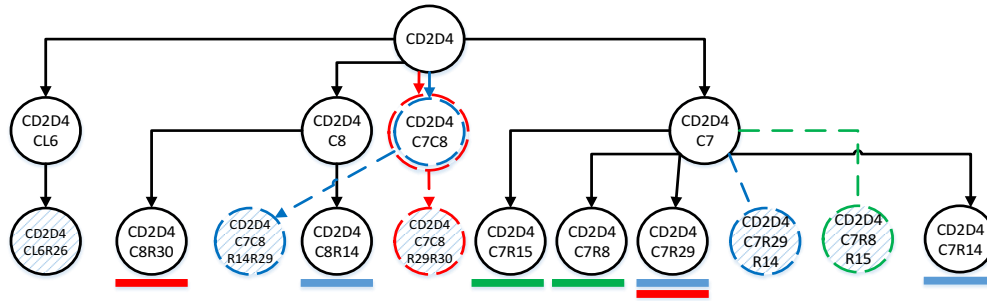 CD2D4
CD2D4
CL6
CD2D4
C8
CD2D4
C7C8
CD2D4
C7
CD2D4
CL6R26
CD2D4
C8R30
CD2D4
C7C8
R14R29
CD2D4
C8R14
CD2D4
C7C8
R29R30
CD2D4
C7R15
CD2D4
C7R8
CD2D4
C7R29
CD2D4
C7R29
R14
CD2D4
C7R8
R15
CD2D4
C7R14